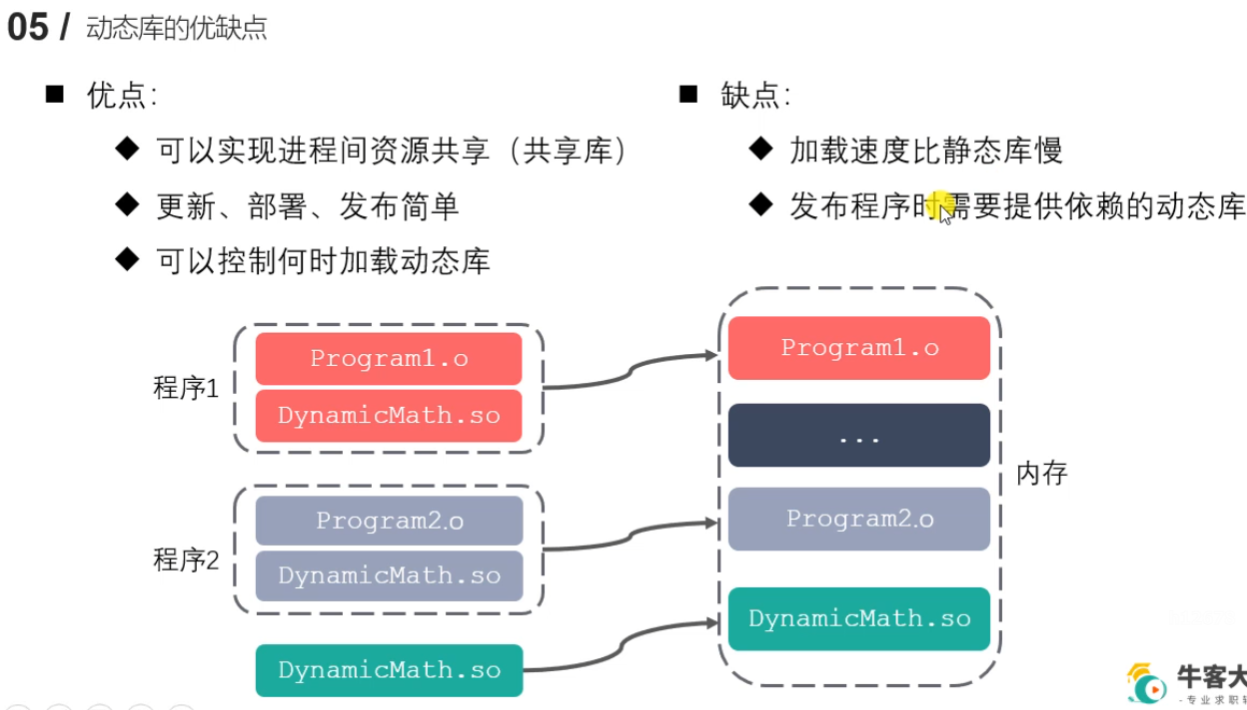 05 / 动态库的优缺点
■ 优点：
◆ 可以实现进程间资源共享（共享库）
◆ 更新、部署、发布简单
◆ 可以控制何时加载动态库
■ 缺点：
◆ 加载速度比静态库慢
◆ 发布程序时需要提供依赖的动态库
程序1
Program1.o
DynamicMath.so
程序2
Program2.o
DynamicMath.so
DynamicMath.so
Program1.o
...
Program2.o
DynamicMath.so
内存
牛客大
-专业求职